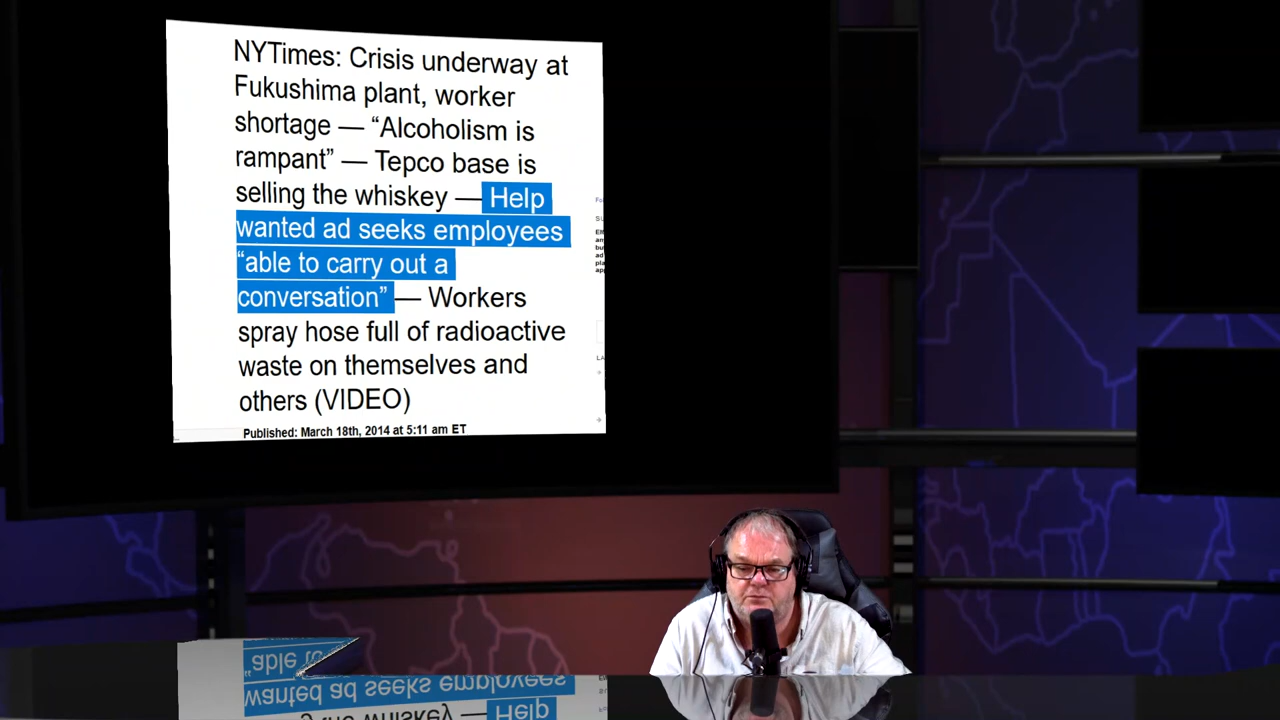 NYTimes: Crisis underway at
Fukushima plant, worker
shortage — “Alcoholism is
rampant” — Tepco base is
selling the whiskey — Help
wanted ad seeks employees
“able to carry out a
conversation” — Workers
spray hose full of radioactive
waste on themselves and
others (VIDEO)
Published: March 18th, 2014 at 5:11 am ET